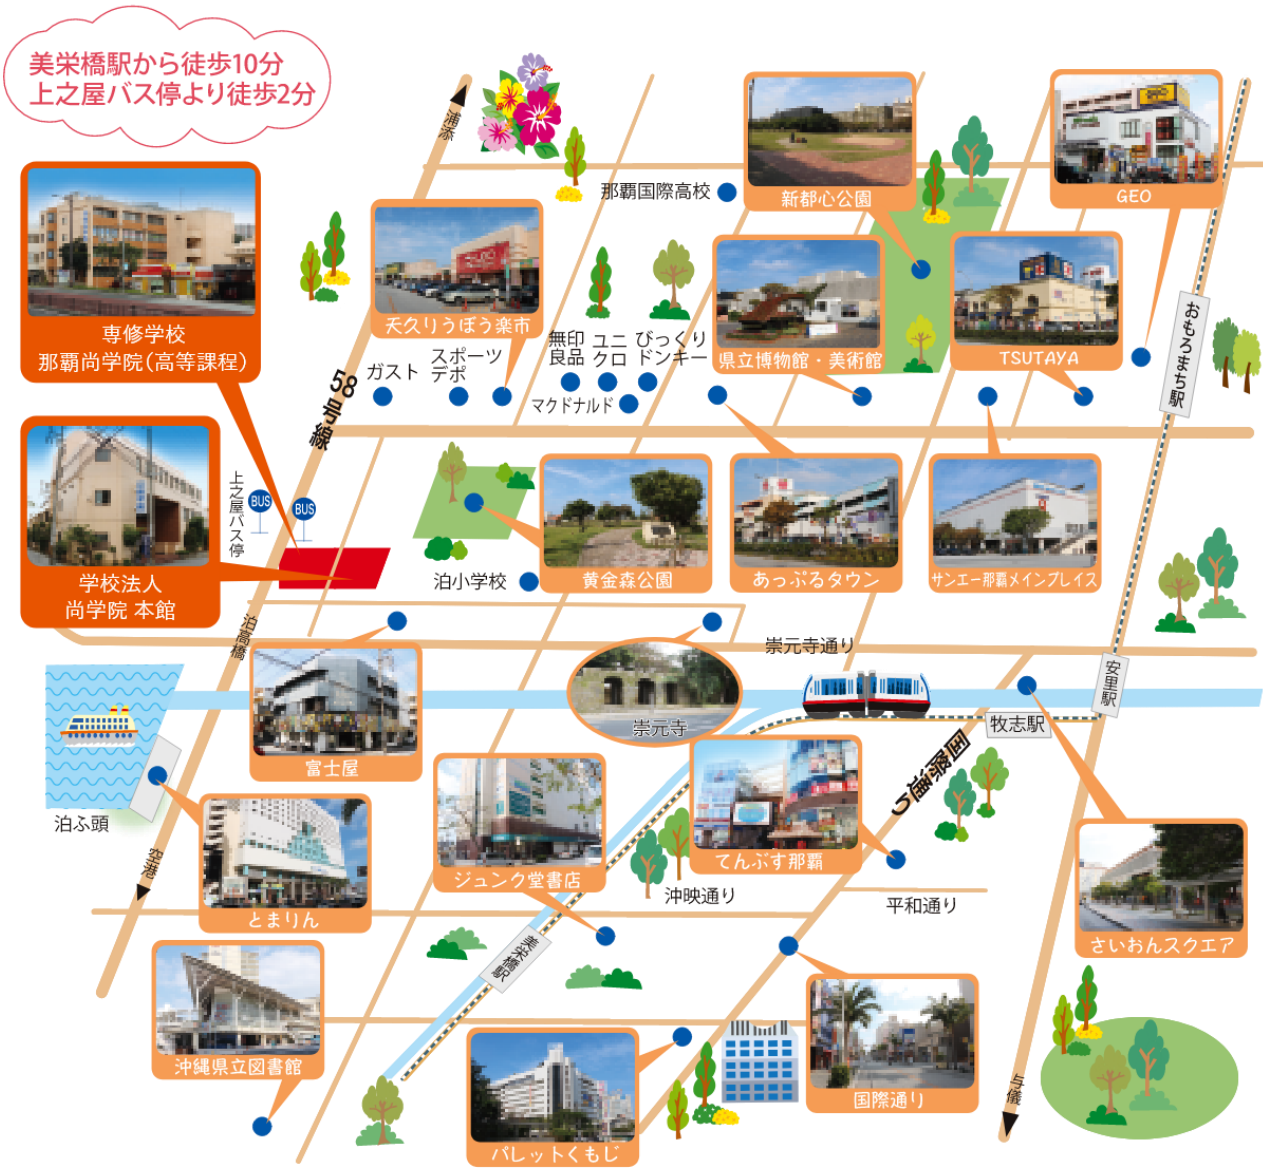 美栄橋駅から徒歩10分
上之屋バス停より徒歩2分
浦添
那覇国際高校
新都心公園
GEO
専修学校
那覇尚学院(高等課程)
天久りうぼう楽市
県立博物館・美術館
TSUTAYA
おもろまち駅
58号線
ガスト
スポーツ
デポ
無印
良品
ユニ
クロ
びっくり
ドンキー
マクドナルド
学校法人
尚学院 本館
上之屋バス停
BUS
BUS
泊小学校
黄金森公園
あっぷるタウン
サンエー那覇メインプレイス
泊高橋
富士屋
崇元寺
崇元寺通り
牧志駅
安里駅
国際通り
泊ふ頭
とまりん
空港
ジュンク堂書店
てんぶす那覇
沖映通り
平和通り
さいおんスクエア
美栄橋駅
沖縄県立図書館
パレットくもじ
国際通り
与儀